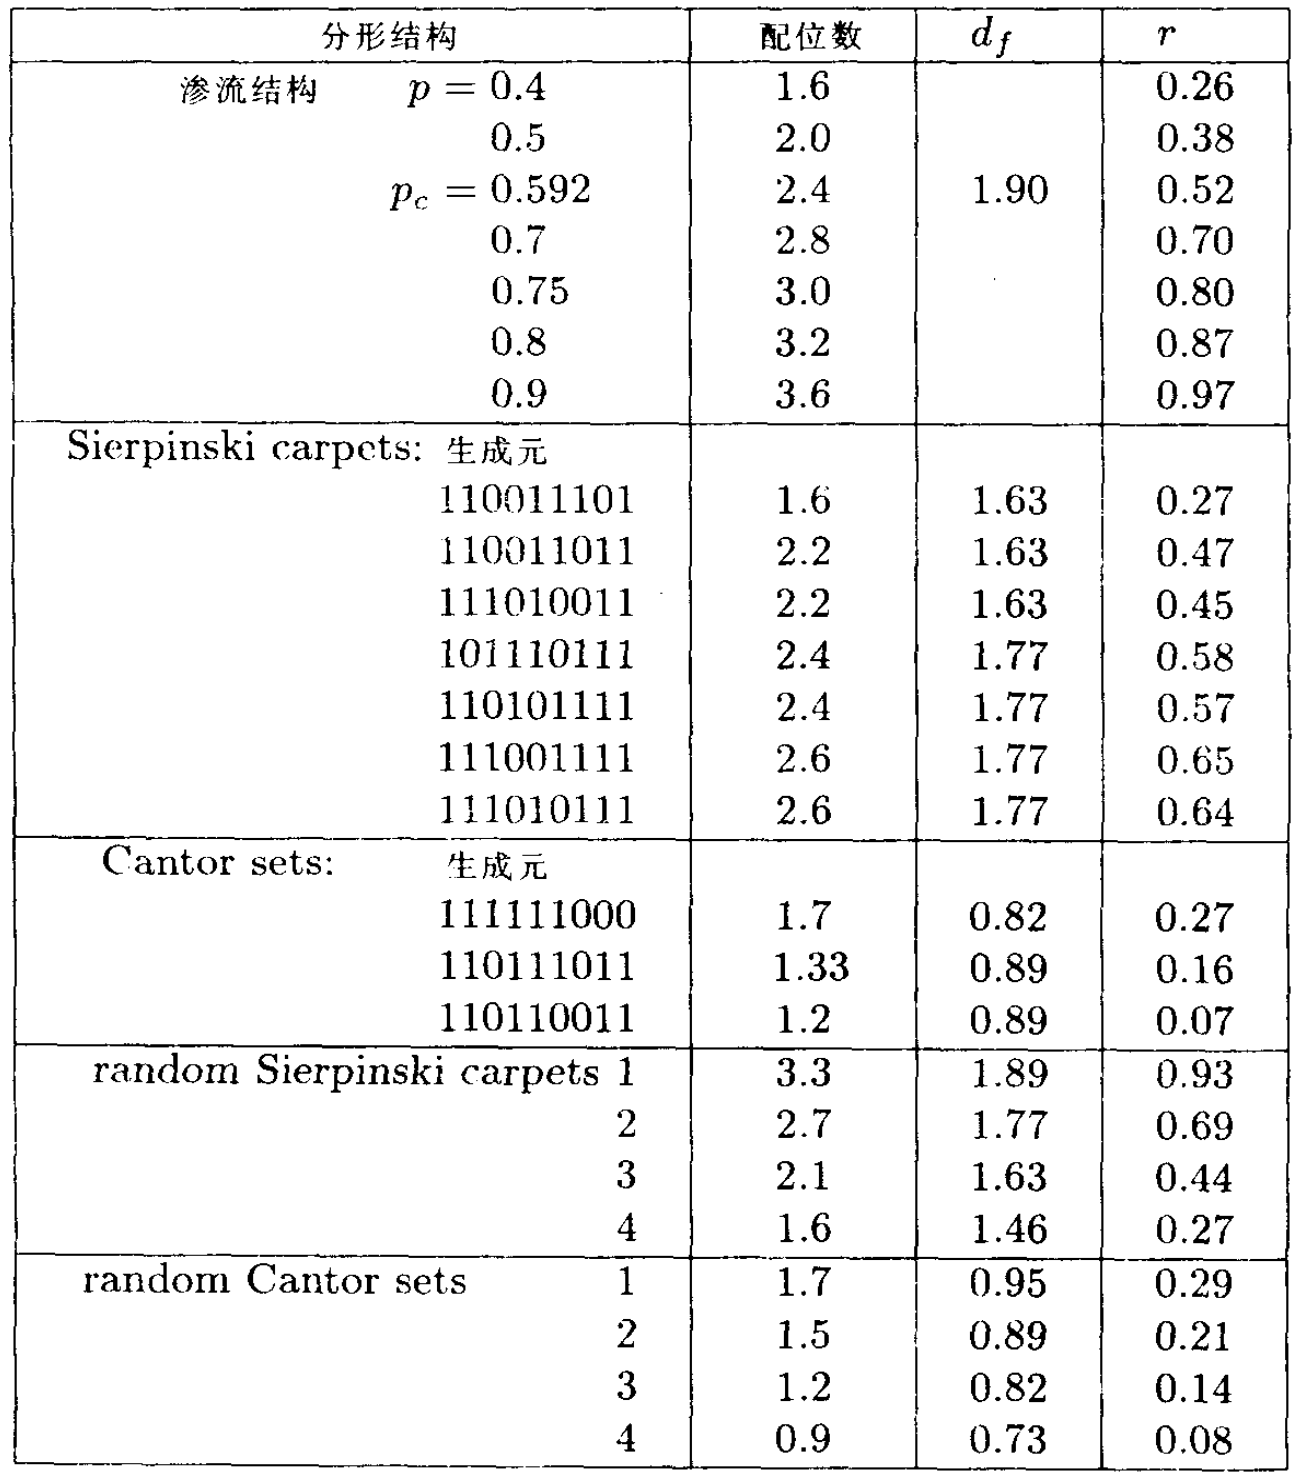 分形结构 配位数 d_f r
渗流结构 p = 0.4 1.6 0.26
0.5 2.0 0.38
p_c = 0.592 2.4 1.90 0.52
0.7 2.8 0.70
0.75 3.0 0.80
0.8 3.2 0.87
0.9 3.6 0.97
Sierpinski carpets: 生成元
110011101 1.6 1.63 0.27
110011011 2.2 1.63 0.47
111010011 2.2 1.63 0.45
101110111 2.4 1.77 0.58
110101111 2.4 1.77 0.57
111001111 2.6 1.77 0.65
111010111 2.6 1.77 0.64
Cantor sets: 生成元
111111000 1.7 0.82 0.27
110111011 1.33 0.89 0.16
110110011 1.2 0.89 0.07
random Sierpinski carpets 1 3.3 1.89 0.93
2 2.7 1.77 0.69
3 2.1 1.63 0.44
4 1.6 1.46 0.27
random Cantor sets 1 1.7 0.95 0.29
2 1.5 0.89 0.21
3 1.2 0.82 0.14
4 0.9 0.73 0.08